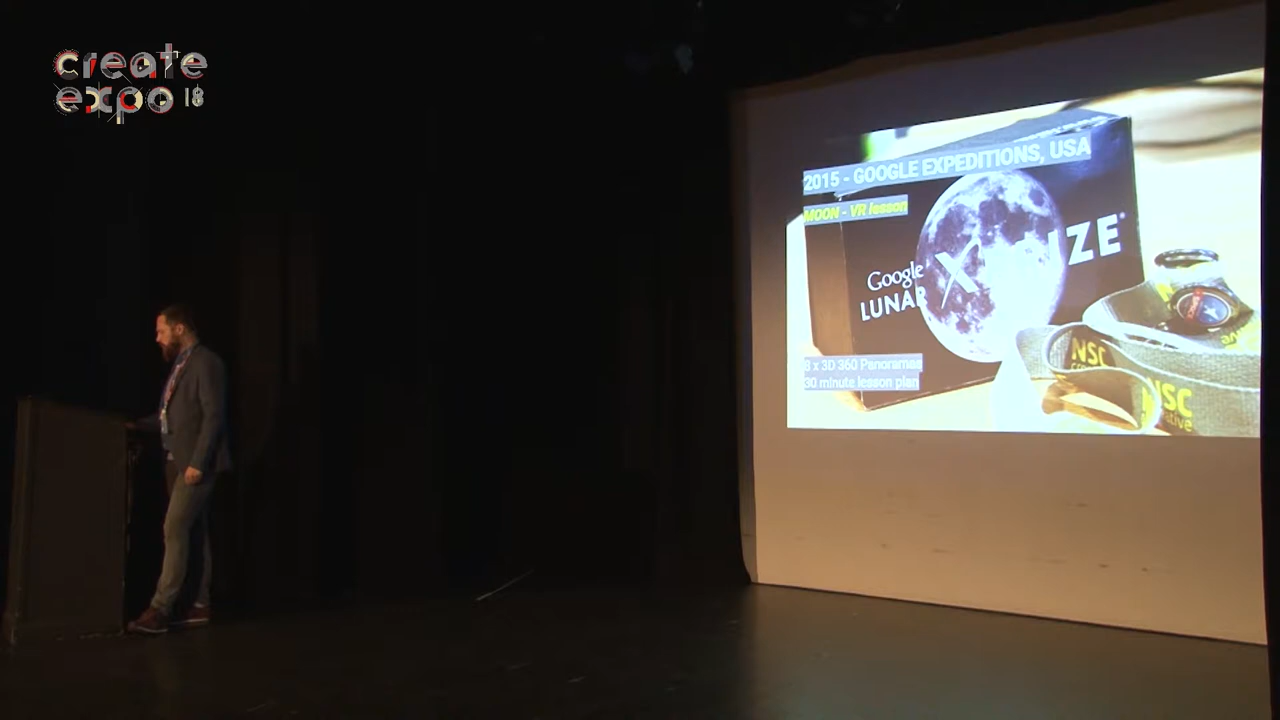 create
expo 18
2015 - GOOGLE EXPEDITIONS, USA
MOON - VR lesson
Google
LUNAR X
IZE
8 x 3D 360 Panoramas
30 minute lesson plan
NSC
NSC